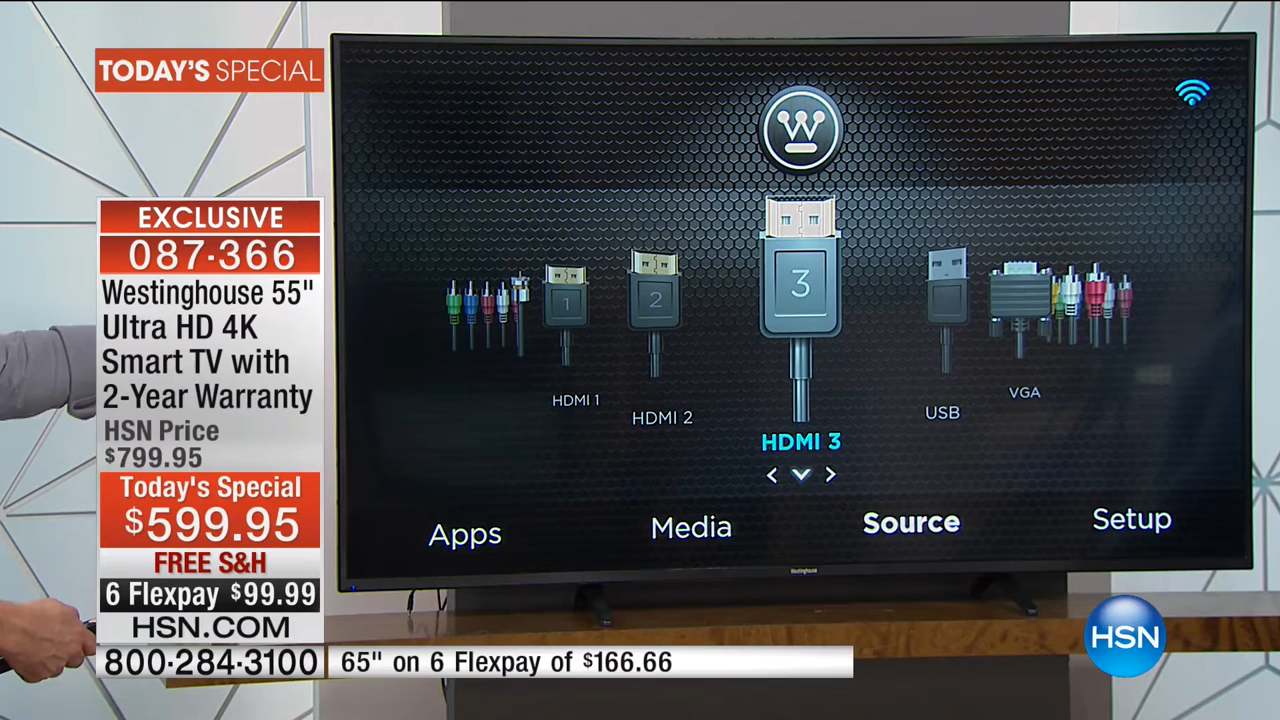 TODAY'S SPECIAL
EXCLUSIVE
087-366
Westinghouse 55"
Ultra HD 4K
Smart TV with
2-Year Warranty
HSN Price
$799.95
Today's Special
$599.95
FREE S&H
6 Flexpay $99.99
HSN.COM
800-284-3100
65" on 6 Flexpay of $166.66
W
3
1
2
HDMI 1
HDMI 2
HDMI 3
USB
VGA
Apps
Media
Source
Setup
Westinghouse
HSN